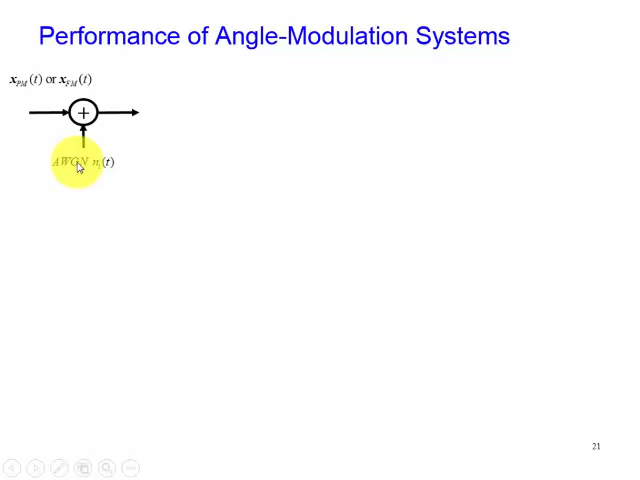 Performance of Angle-Modulation Systems
x_PM(t) or x_FM(t)
+
AWGN n_i(t)
21